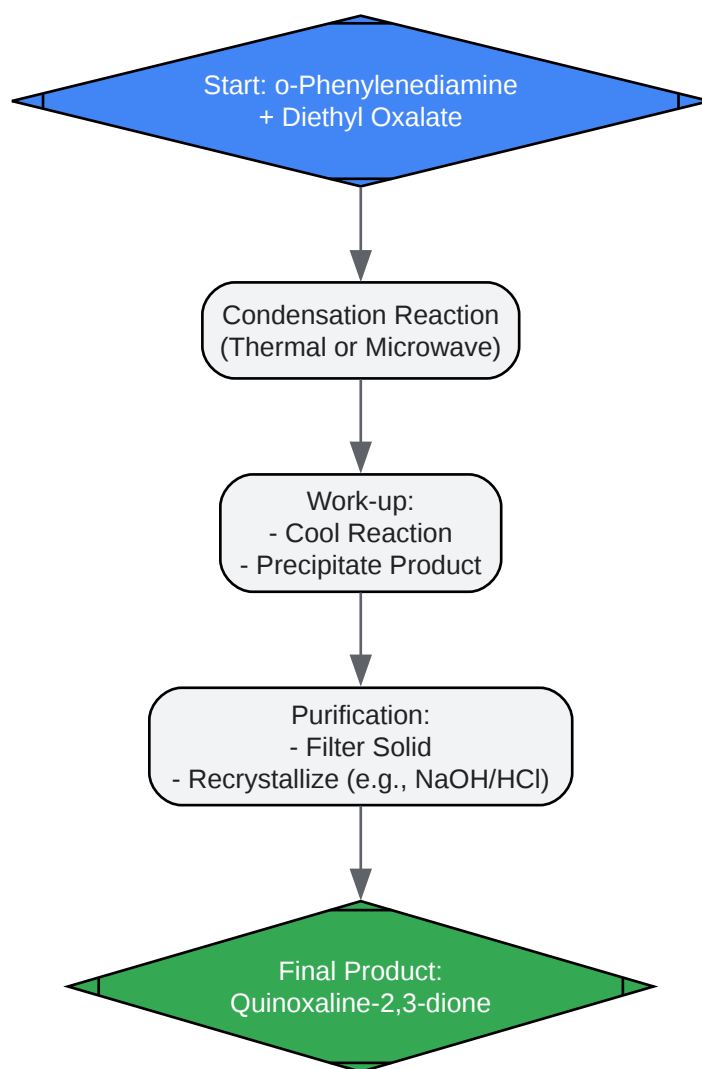 Start: o-Phenylenediamine
+ Diethyl Oxalate
Condensation Reaction
(Thermal or Microwave)
Work-up:
- Cool Reaction
- Precipitate Product
Purification:
- Filter Solid
- Recrystallize (e.g., NaOH/HCl)
Final Product:
Quinoxaline-2,3-dione